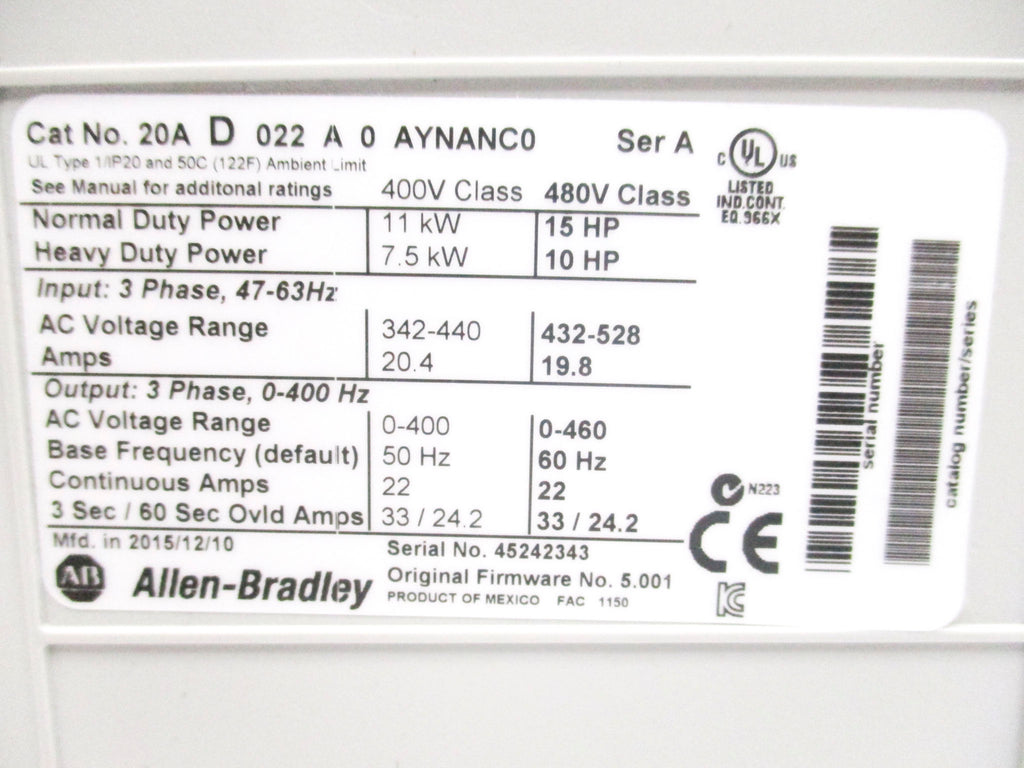 Cat No. 20A D 022 A 0 AYNANC0 Ser A
UL Type 1/IP20 and 50C (122F) Ambient Limit
See Manual for additonal ratings 400V Class 480V Class
Normal Duty Power 11 kW 15 HP
Heavy Duty Power 7.5 kW 10 HP
Input: 3 Phase, 47-63Hz
AC Voltage Range 342-440 432-528
Amps 20.4 19.8
Output: 3 Phase, 0-400 Hz
AC Voltage Range 0-400 0-460
Base Frequency (default) 50 Hz 60 Hz
Continuous Amps 22 22
3 Sec / 60 Sec Ovld Amps 33 / 24.2 33 / 24.2
Mfd. in 2015/12/10
Serial No. 45242343
AB Allen-Bradley
Original Firmware No. 5.001
PRODUCT OF MEXICO FAC 1150
C UL US
LISTED
IND.CONT.
EQ.966X
N223
CE
KC
serial number
catalog number/series